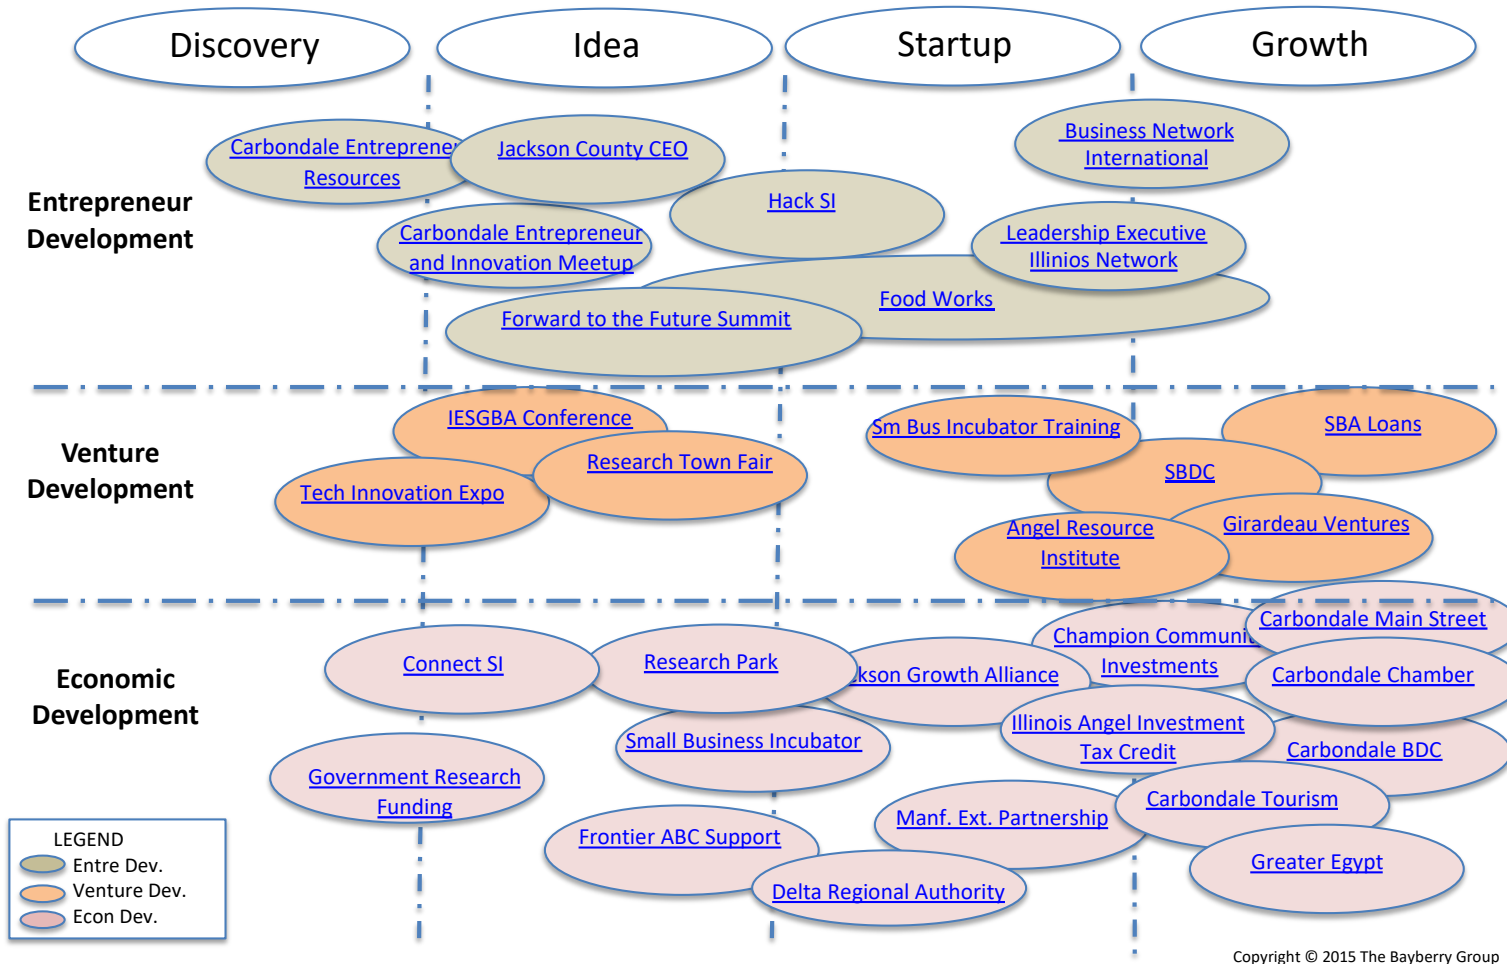 Discovery
Idea
Startup
Growth
Entrepreneur
Development
Carbondale Entrepreneur
Resources
Jackson County CEO
Business Network
International
Hack SI
Carbondale Entrepreneur
and Innovation Meetup
Leadership Executive
Illinios Network
Food Works
Forward to the Future Summit
Venture
Development
IESGBA Conference
Research Town Fair
Tech Innovation Expo
Sm Bus Incubator Training
SBA Loans
SBDC
Angel Resource
Institute
Girardeau Ventures
Economic
Development
Connect SI
Research Park
kson Growth Alliance
Champion Communit
Investments
Carbondale Main Street
Carbondale Chamber
Small Business Incubator
Illinois Angel Investment
Tax Credit
Carbondale BDC
Government Research
Funding
Carbondale Tourism
Manf. Ext. Partnership
Frontier ABC Support
Greater Egypt
Delta Regional Authority
LEGEND
Entre Dev.
Venture Dev.
Econ Dev.
Copyright © 2015 The Bayberry Group